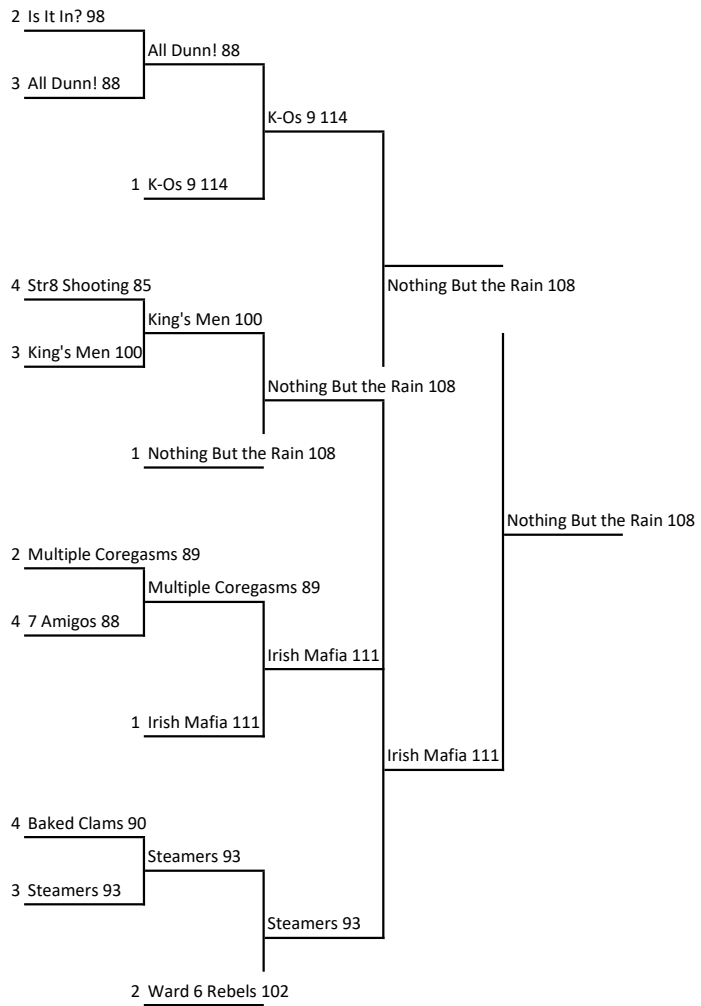 2 Is It In? 98
All Dunn! 88
3 All Dunn! 88
K-Os 9 114
1 K-Os 9 114
Nothing But the Rain 108
4 Str8 Shooting 85
King's Men 100
3 King's Men 100
Nothing But the Rain 108
1 Nothing But the Rain 108
Nothing But the Rain 108
2 Multiple Coregasms 89
Multiple Coregasms 89
4 7 Amigos 88
Irish Mafia 111
1 Irish Mafia 111
Irish Mafia 111
4 Baked Clams 90
Steamers 93
3 Steamers 93
Steamers 93
2 Ward 6 Rebels 102